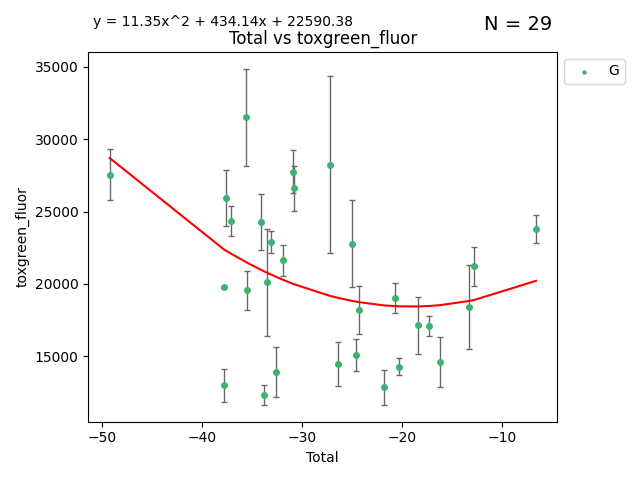 y = 11.35x^2 + 434.14x + 22590.38
N = 29
Total vs toxgreen_fluor
G
35000
30000
25000
20000
15000
toxgreen_fluor
−50
−40
−30
−20
−10
Total